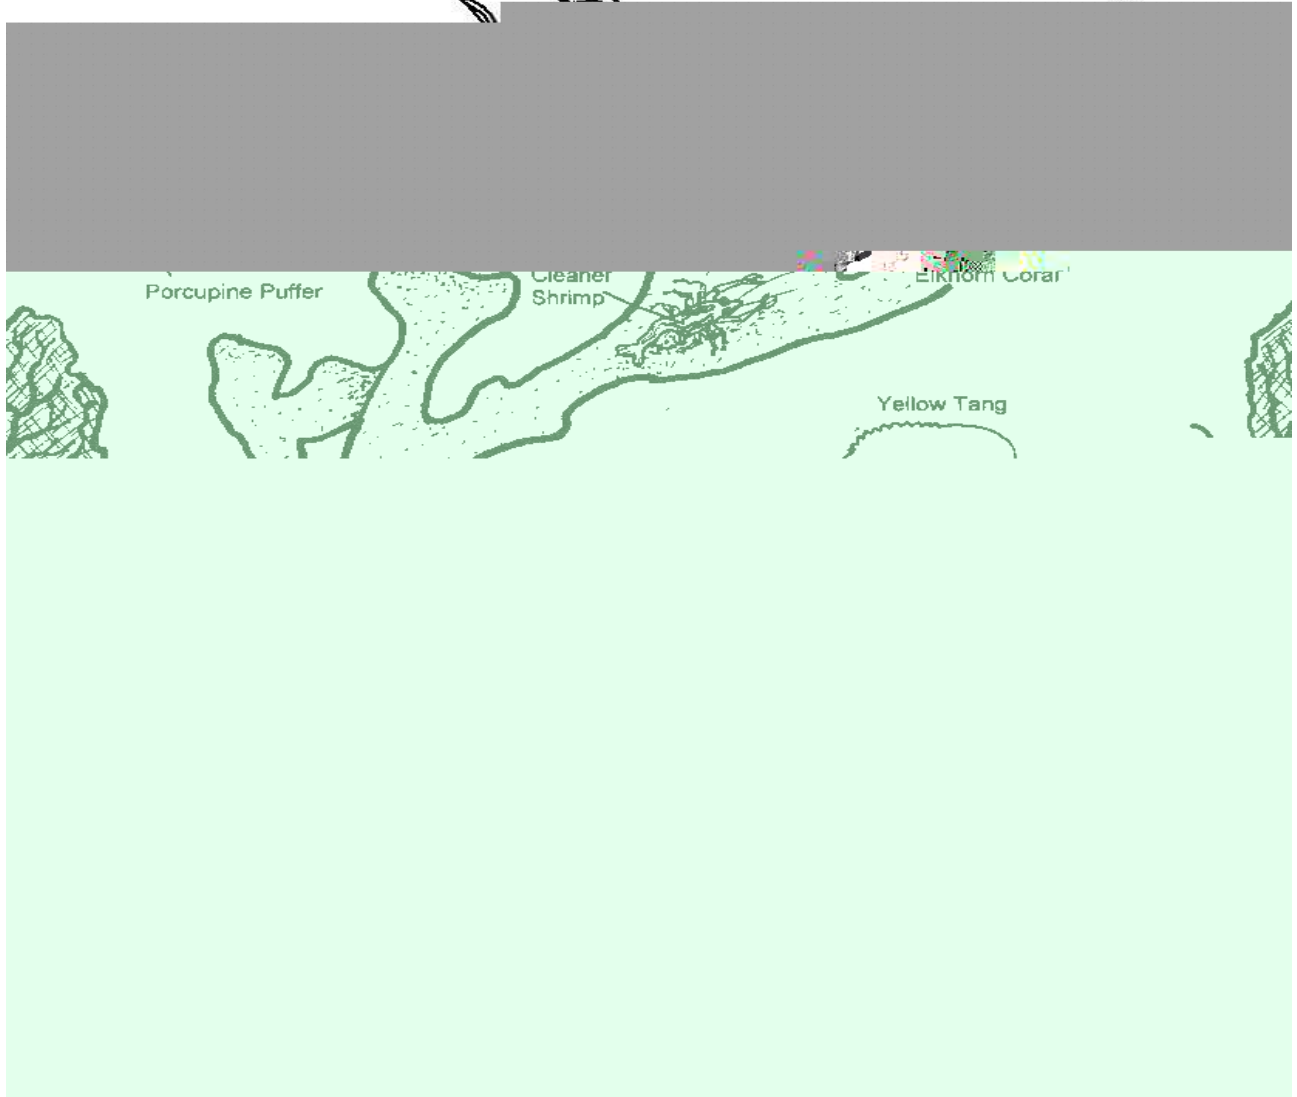 Porcupine Puffer
Cleaner
Shrimp
Elkhorn Coral
Yellow Tang